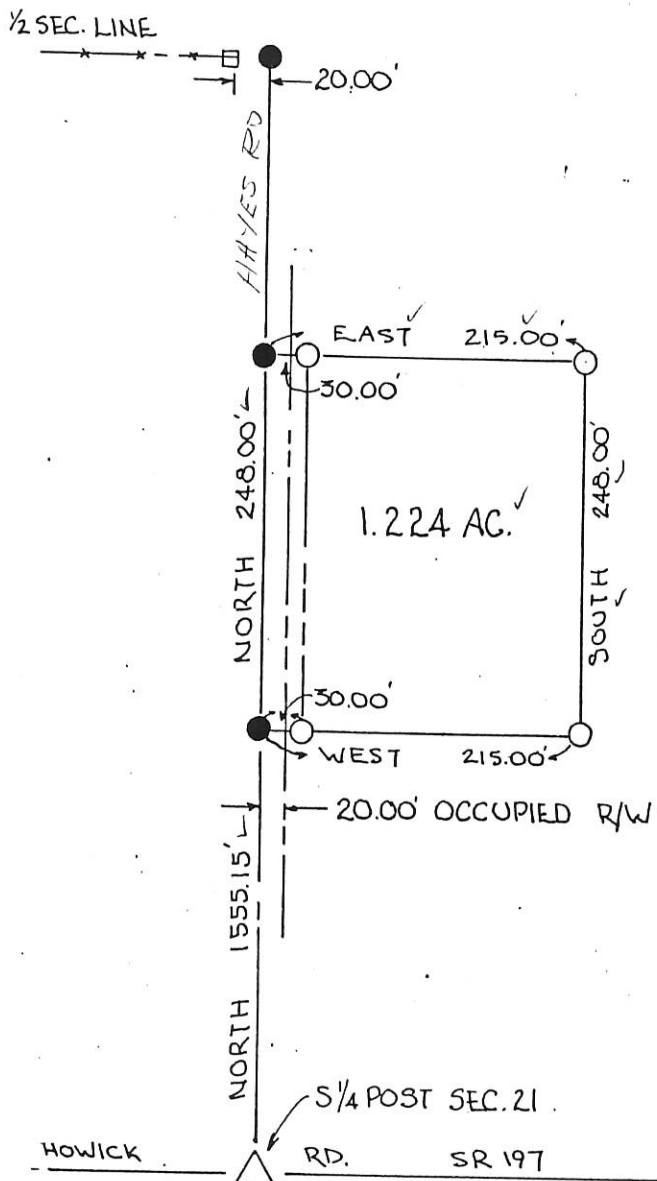 1/2 SEC. LINE
20.00'
HAYES RD
EAST 215.00'
30.00'
NORTH 248.00'
1.224 AC.
SOUTH 248.00'
30.00'
WEST 215.00'
20.00' OCCUPIED R/W
NORTH 1555.15'
S 1/4 POST SEC. 21
HOWICK RD. SR 197